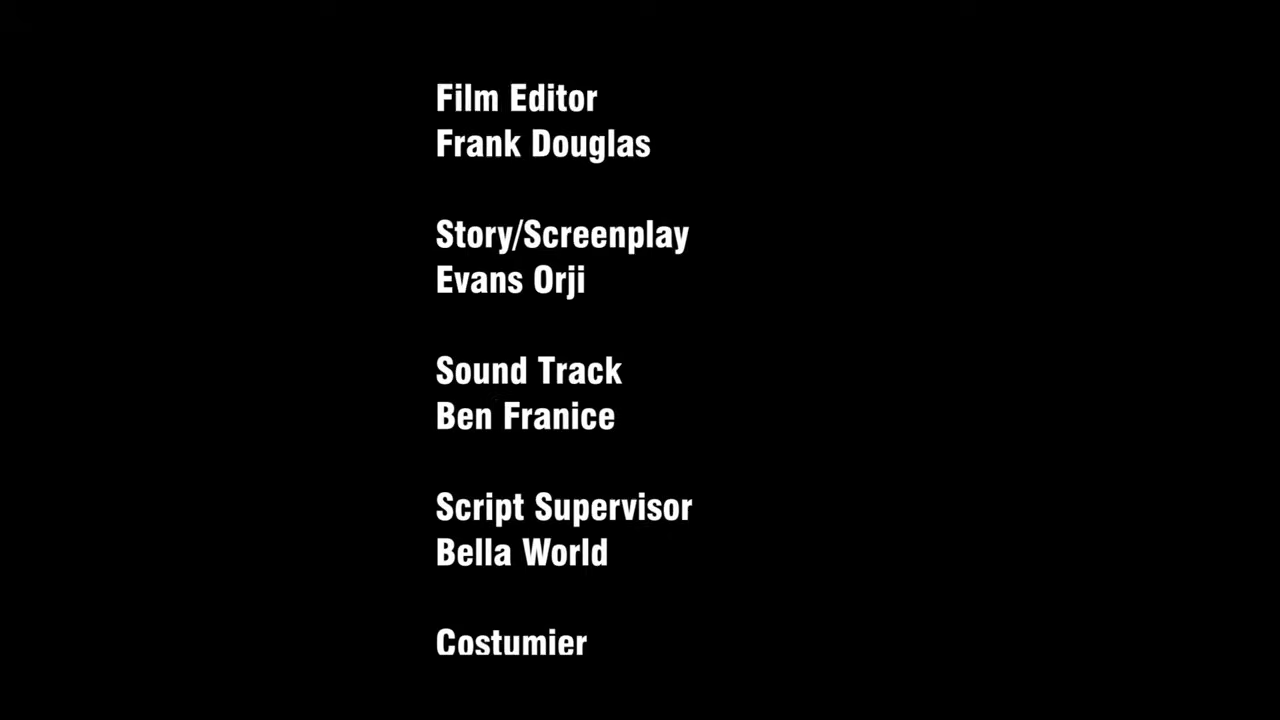 Film Editor
Frank Douglas
Story/Screenplay
Evans Orji
Sound Track
Ben Franice
Script Supervisor
Bella World
Costumier